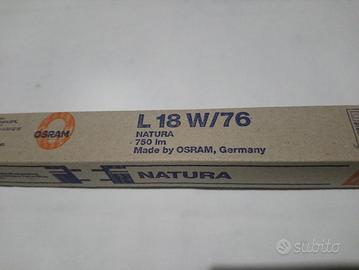 OSRAM
L 18 W/76
NATURA
750 lm
Made by OSRAM, Germany
NATURA
subito